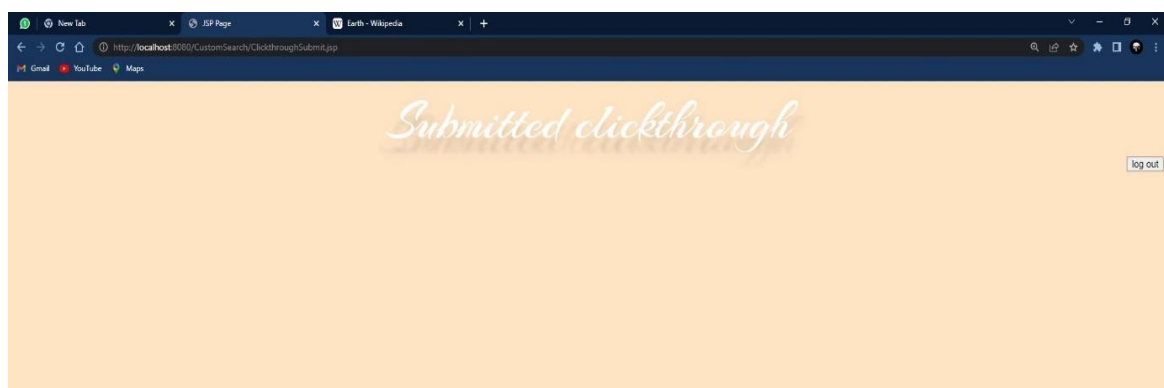 New Tab
JSP Page
Earth - Wikipedia
http://localhost:8080/CustomSearch/ClickthroughSubmit.jsp
Gmail
YouTube
Maps
Submitted clickthrough
log out